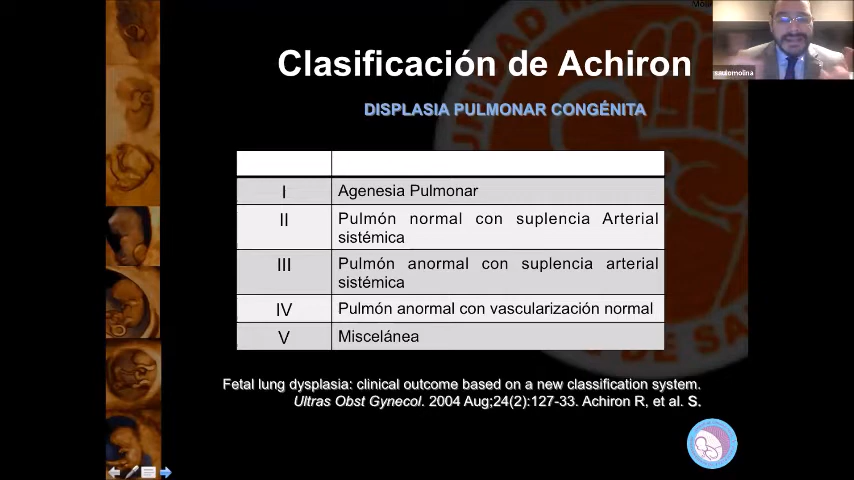 Clasificación de Achiron
saulomolina
DISPLASIA PULMONAR CONGÉNITA
I Agenesia Pulmonar
II Pulmón normal con suplencia Arterial
sistémica
III Pulmón anormal con suplencia arterial
sistémica
IV Pulmón anormal con vascularización normal
V Miscelánea
Fetal lung dysplasia: clinical outcome based on a new classification system.
Ultras Obst Gynecol. 2004 Aug;24(2):127-33. Achiron R, et al. S.